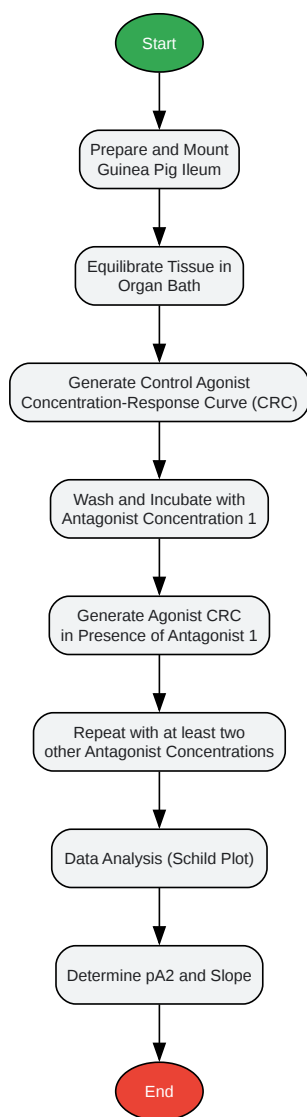 Start
Prepare and Mount
Guinea Pig Ileum
Equilibrate Tissue in
Organ Bath
Generate Control Agonist
Concentration-Response Curve (CRC)
Wash and Incubate with
Antagonist Concentration 1
Generate Agonist CRC
in Presence of Antagonist 1
Repeat with at least two
other Antagonist Concentrations
Data Analysis (Schild Plot)
Determine pA2 and Slope
End